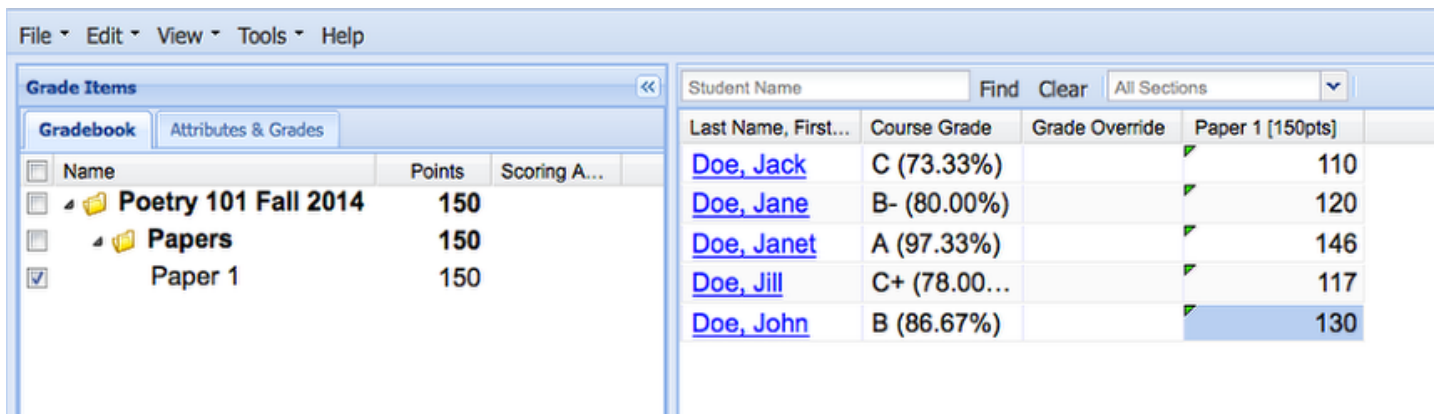 File Edit View Tools Help
Grade Items
Gradebook Attributes & Grades
Name Points Scoring A...
Poetry 101 Fall 2014 150
Papers 150
Paper 1 150
Student Name Find Clear All Sections
Last Name, First... Course Grade Grade Override Paper 1 [150pts]
Doe, Jack C (73.33%) 110
Doe, Jane B- (80.00%) 120
Doe, Janet A (97.33%) 146
Doe, Jill C+ (78.00... 117
Doe, John B (86.67%) 130